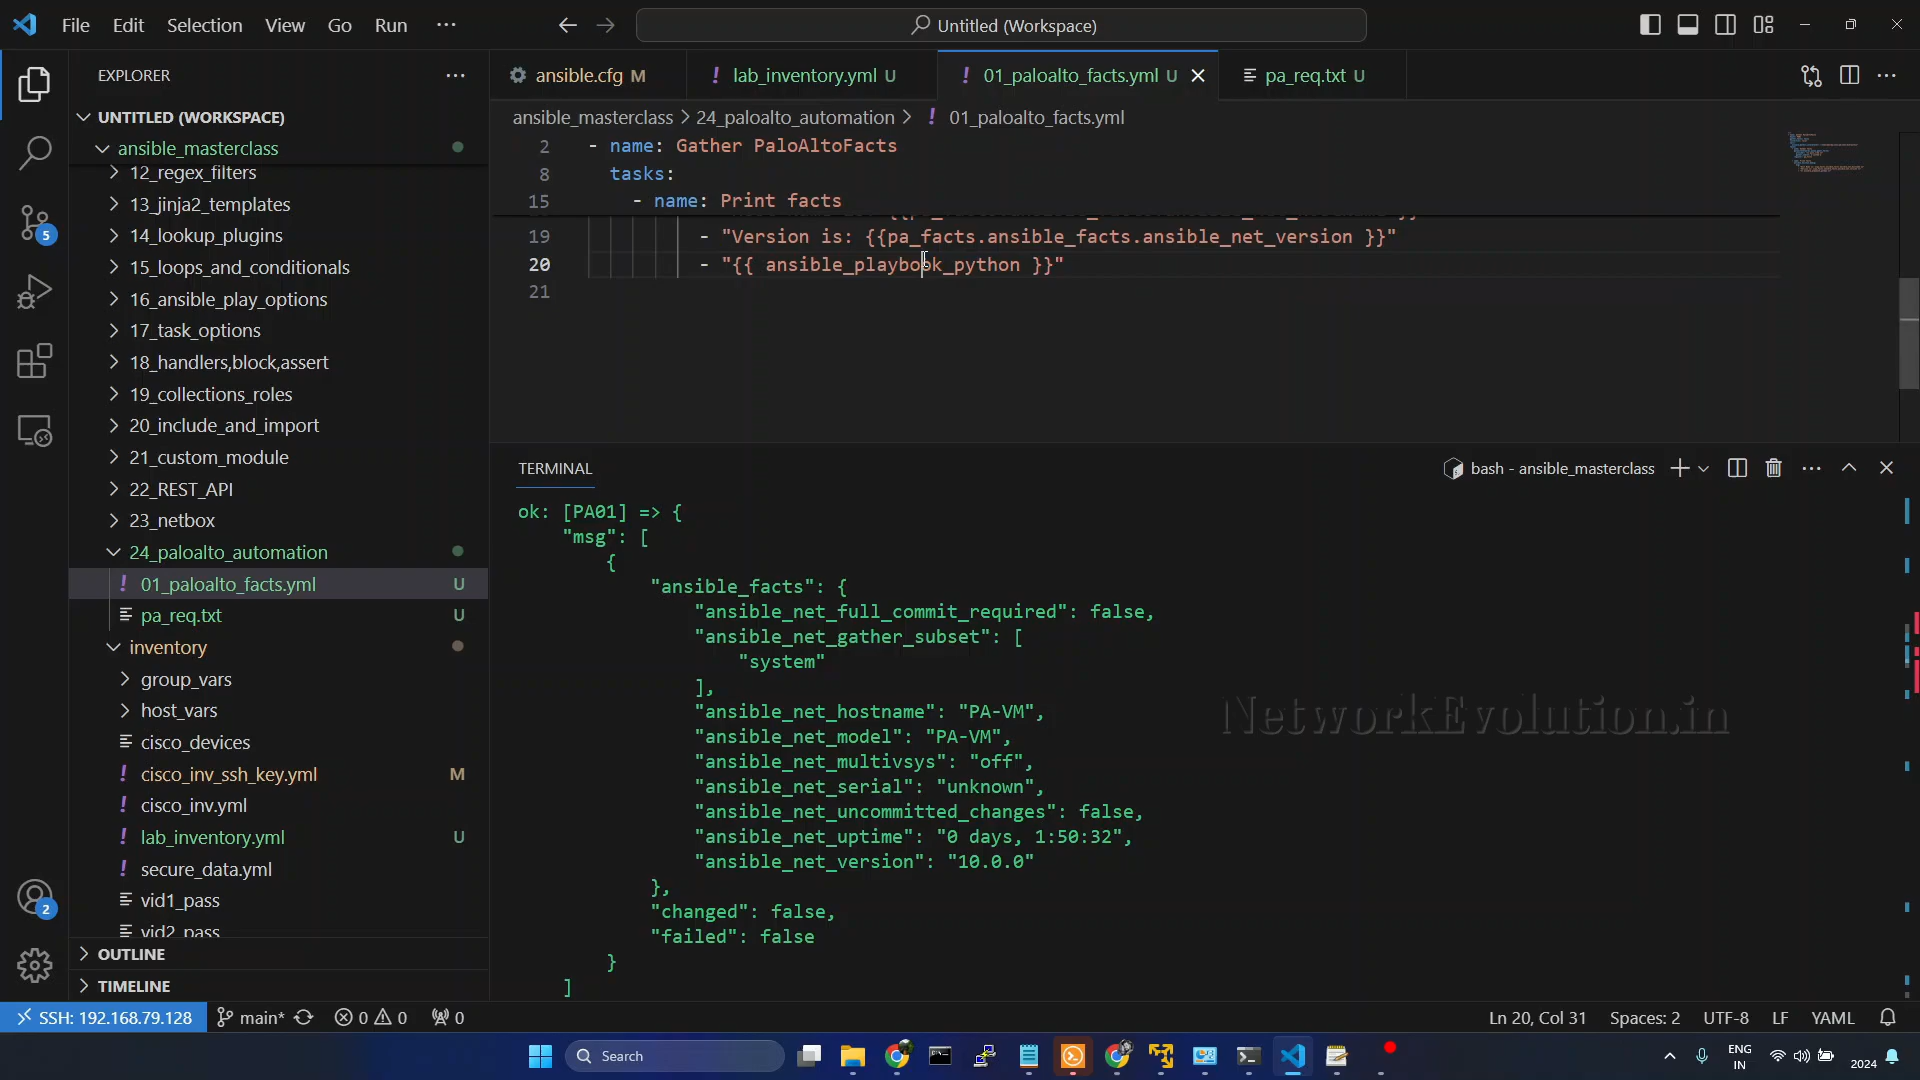 File Edit Selection View Go Run ··· Untitled (Workspace)
EXPLORER ···
UNTITLED (WORKSPACE)
ansible_masterclass
12_regex_filters
13_jinja2_templates
14_lookup_plugins
15_loops_and_conditionals
16_ansible_play_options
17_task_options
18_handlers,block,assert
19_collections_roles
20_include_and_import
21_custom_module
22_REST_API
23_netbox
24_paloalto_automation
! 01_paloalto_facts.yml U
pa_req.txt U
inventory
group_vars
host_vars
cisco_devices
! cisco_inv_ssh_key.yml M
! cisco_inv.yml
! lab_inventory.yml U
! secure_data.yml
vid1_pass
vid2_pass
OUTLINE
TIMELINE
5
2
ansible.cfg M ! lab_inventory.yml U ! 01_paloalto_facts.yml U pa_req.txt U
ansible_masterclass > 24_paloalto_automation > ! 01_paloalto_facts.yml
2 - name: Gather PaloAltoFacts
8 tasks:
15 - name: Print facts
19 - "Version is: {{pa_facts.ansible_facts.ansible_net_version }}"
20 - "{{ ansible_playbook_python }}"
21
TERMINAL bash - ansible_masterclass
ok: [PA01] => {
"msg": [
{
"ansible_facts": {
"ansible_net_full_commit_required": false,
"ansible_net_gather_subset": [
"system"
],
"ansible_net_hostname": "PA-VM",
"ansible_net_model": "PA-VM",
"ansible_net_multivsys": "off",
"ansible_net_serial": "unknown",
"ansible_net_uncommitted_changes": false,
"ansible_net_uptime": "0 days, 1:50:32",
"ansible_net_version": "10.0.0"
},
"changed": false,
"failed": false
}
]
NetworkEvolution.in
SSH: 192.168.79.128 main* 0 0 0 Ln 20, Col 31 Spaces: 2 UTF-8 LF YAML
Search
ENG
IN
2024